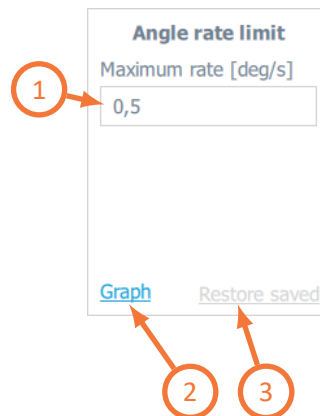 Angle rate limit
Maximum rate [deg/s]
1
0,5
Graph Restore saved
2 3